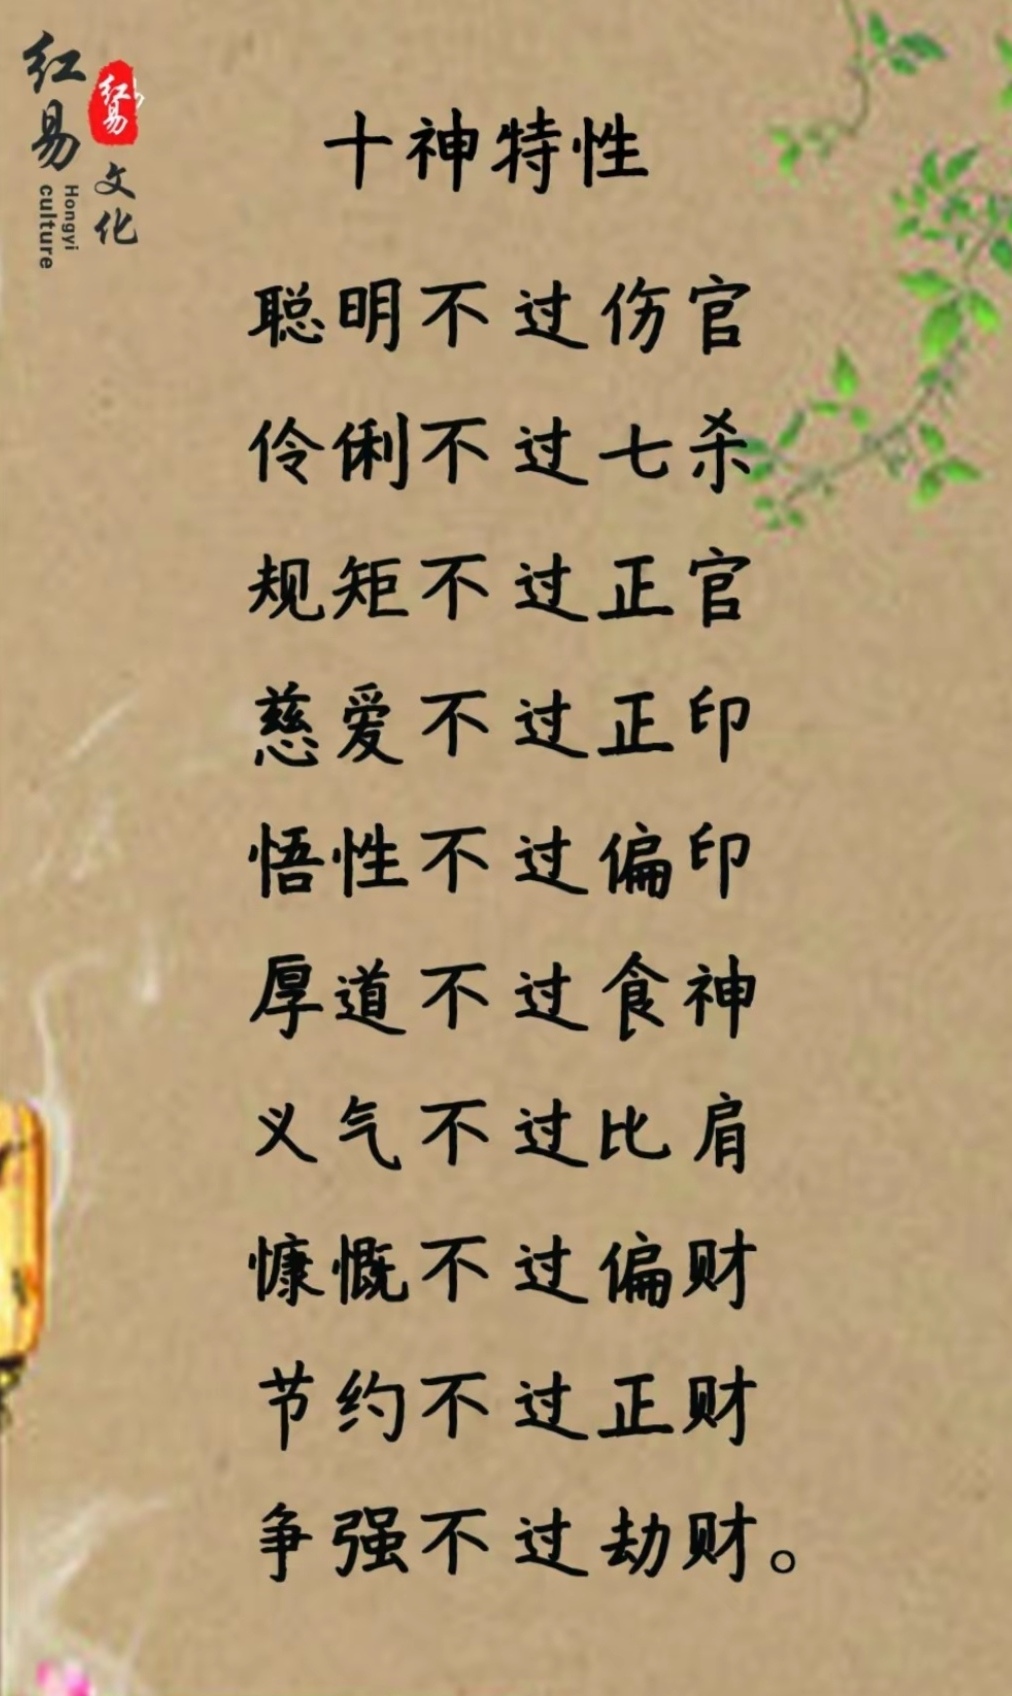 红易
红易
文化
Hongyi
culture
十神特性
聪明不过伤官
伶俐不过七杀
规矩不过正官
慈爱不过正印
悟性不过偏印
厚道不过食神
义气不过比肩
慷慨不过偏财
节约不过正财
争强不过劫财。